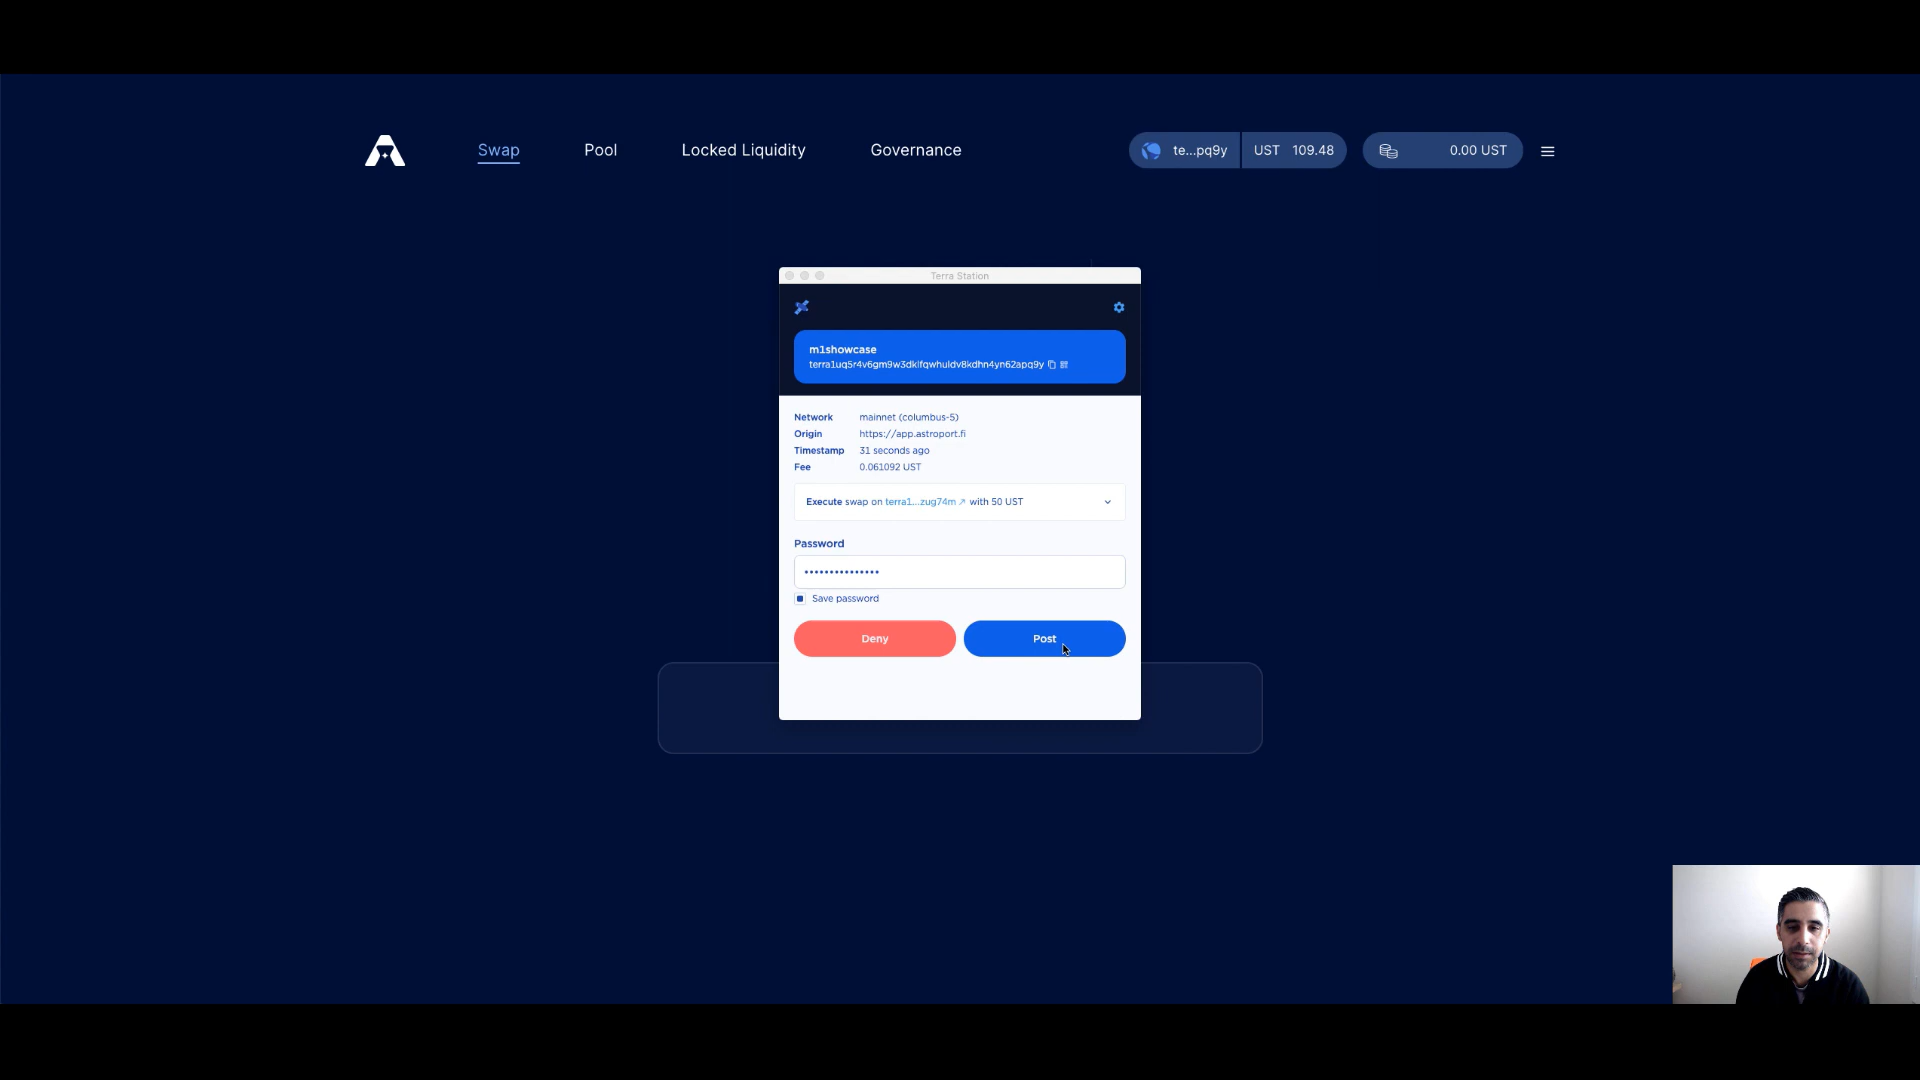 Swap Pool Locked Liquidity Governance te...pq9y UST 109.48 0.00 UST
Terra Station
m1showcase
terra1uq5r4v6gm9w3dklfqwhuldv8kdhn4yn62apq9y
Network mainnet (columbus-5)
Origin https://app.astroport.fi
Timestamp 31 seconds ago
Fee 0.061092 UST
Execute swap on terra1...zug74m ↗ with 50 UST
Password
•••••••••••••••
Save password
Deny Post